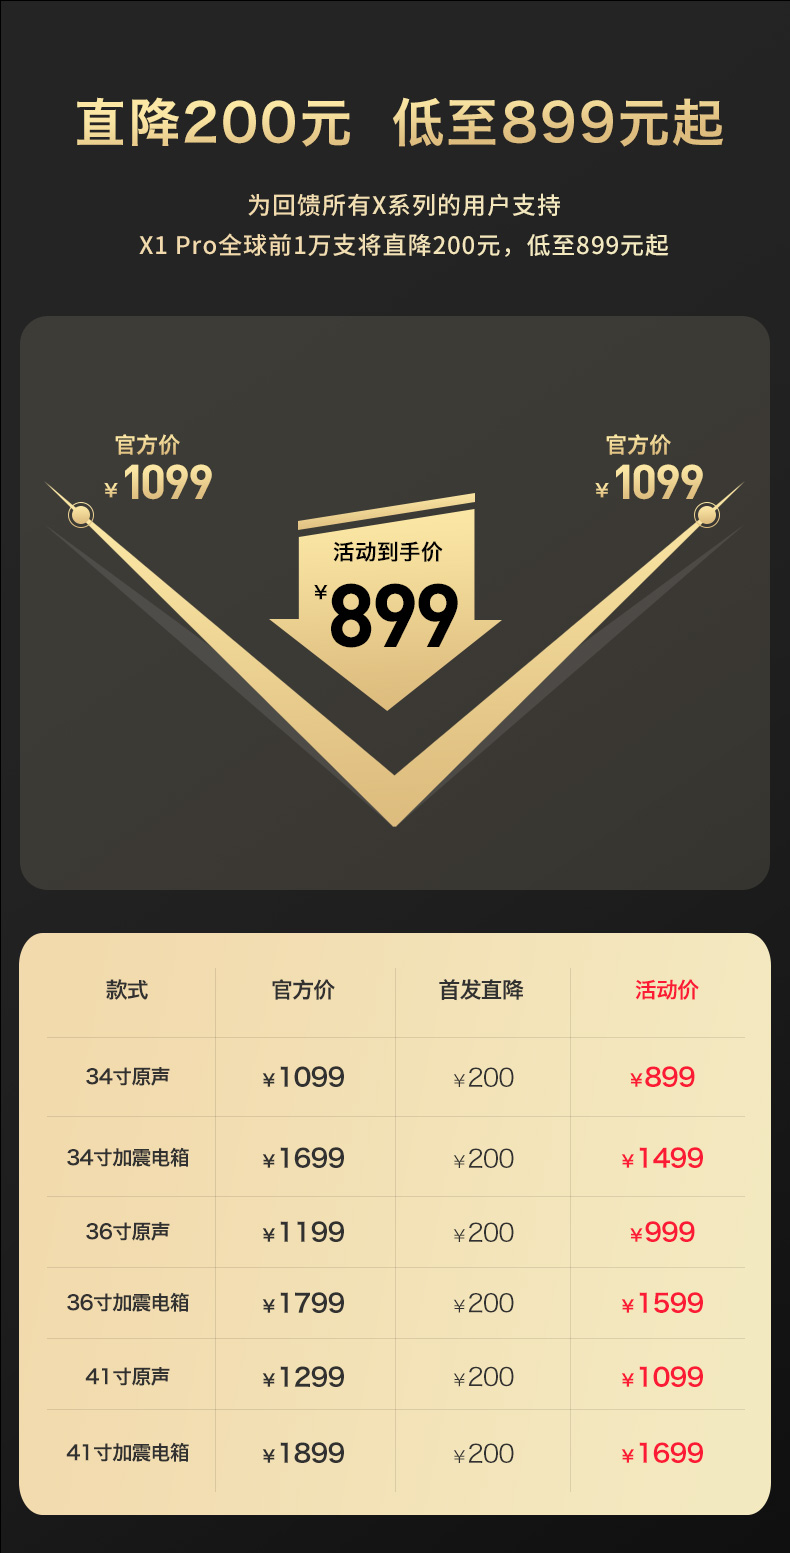 直降200元 低至899元起
为回馈所有X系列的用户支持
X1 Pro全球前1万支将直降200元，低至899元起
官方价 官方价
¥1099 ¥1099
活动到手价
¥899
款式 官方价 首发直降 活动价
34寸原声 ¥1099 ¥200 ¥899
34寸加震电箱 ¥1699 ¥200 ¥1499
36寸原声 ¥1199 ¥200 ¥999
36寸加震电箱 ¥1799 ¥200 ¥1599
41寸原声 ¥1299 ¥200 ¥1099
41寸加震电箱 ¥1899 ¥200 ¥1699